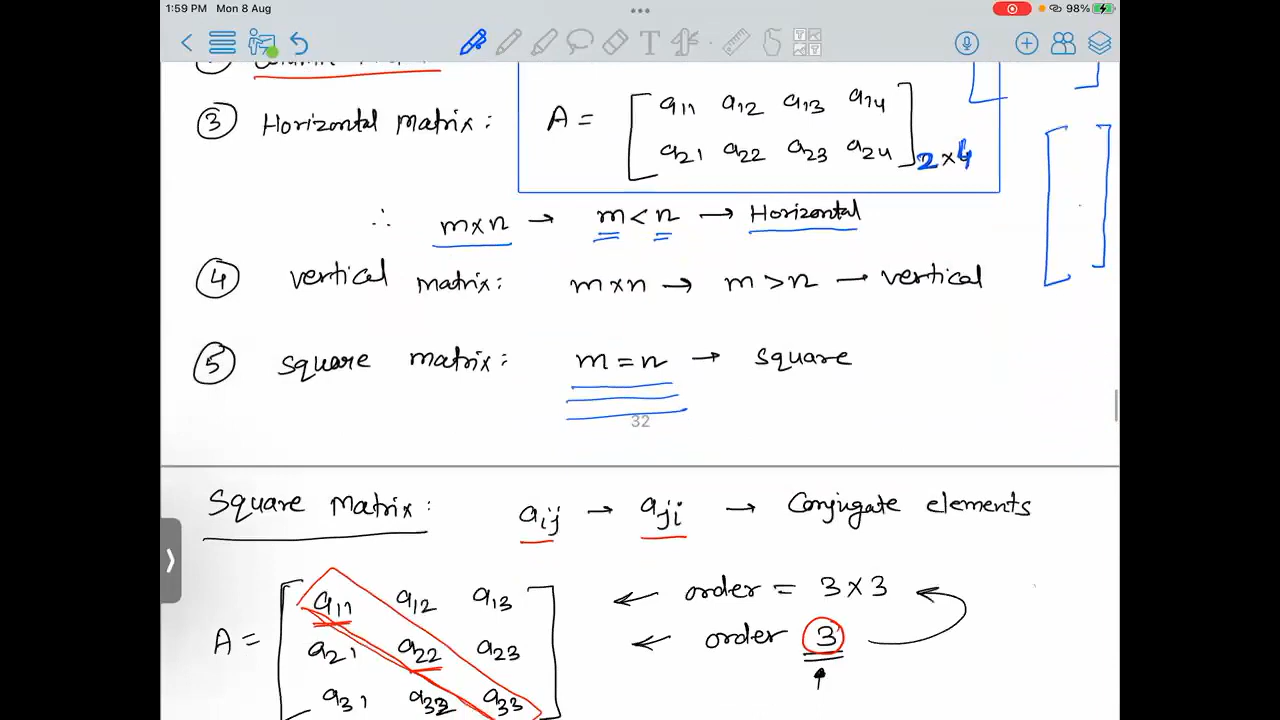 1:59 PM Mon 8 Aug
98%
T
③ Horizontal matrix: A = [ a11 a12 a13 a14
a21 a22 a23 a24 ] 2×4
∴ m×n → m < n → Horizontal
④ vertical matrix: m×n → m > n → vertical
⑤ square matrix: m = n → square
32
Square Matrix: aij → aji → Conjugate elements
A = [ a11 a12 a13
a21 a22 a23
a31 a32 a33 ]
← order = 3×3
← order 3